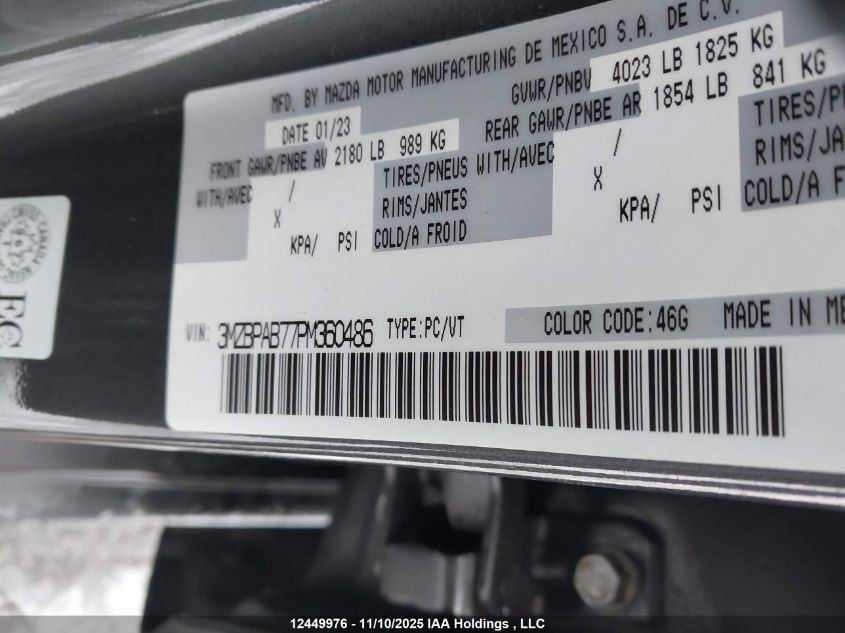 MFD. BY MAZDA MOTOR MANUFACTURING DE MEXICO S.A. DE C.V.
DATE 01/23 GVWR/PNBV 4023 LB 1825 KG
FRONT GAWR/PNBE AV 2180 LB 989 KG REAR GAWR/PNBE AR 1854 LB 841 KG
WITH/AVEC / TIRES/PNEUS WITH/AVEC / TIRES/
X RIMS/JANTES X RIMS/
KPA/ PSI COLD/A FROID KPA/ PSI COLD/A
VIN: 3MZBPAB77PM360486 TYPE:PC/VT COLOR CODE:46G MADE IN
12449976 - 11/10/2025 IAA Holdings , LLC